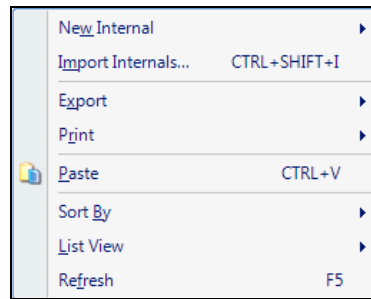 New Internal
Import Internals... CTRL+SHIFT+I
Export
Print
Paste CTRL+V
Sort By
List View
Refresh F5